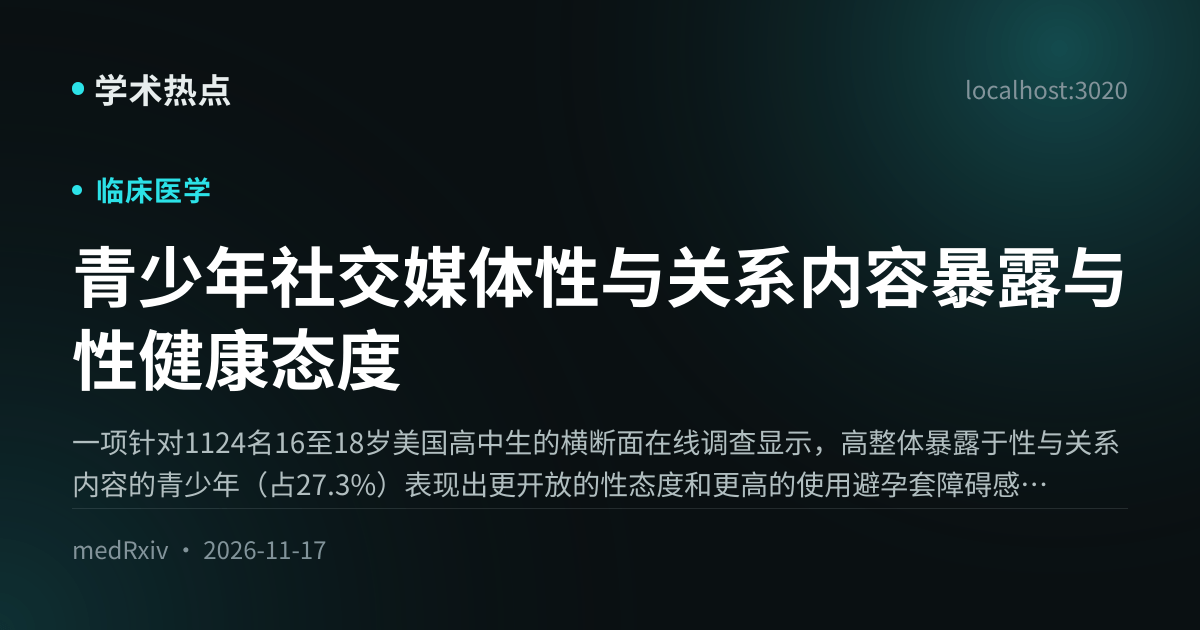 学术热点
localhost:3020
临床医学
青少年社交媒体性与关系内容暴露与
性健康态度
一项针对1124名16至18岁美国高中生的横断面在线调查显示，高整体暴露于性与关系
内容的青少年（占27.3%）表现出更开放的性态度和更高的使用避孕套障碍感…
medRxiv · 2026-11-17